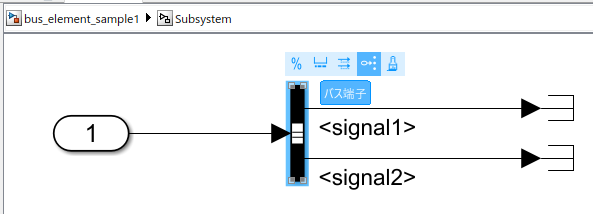 bus_element_sample1 Subsystem
%
バス端子
1
<signal1>
<signal2>